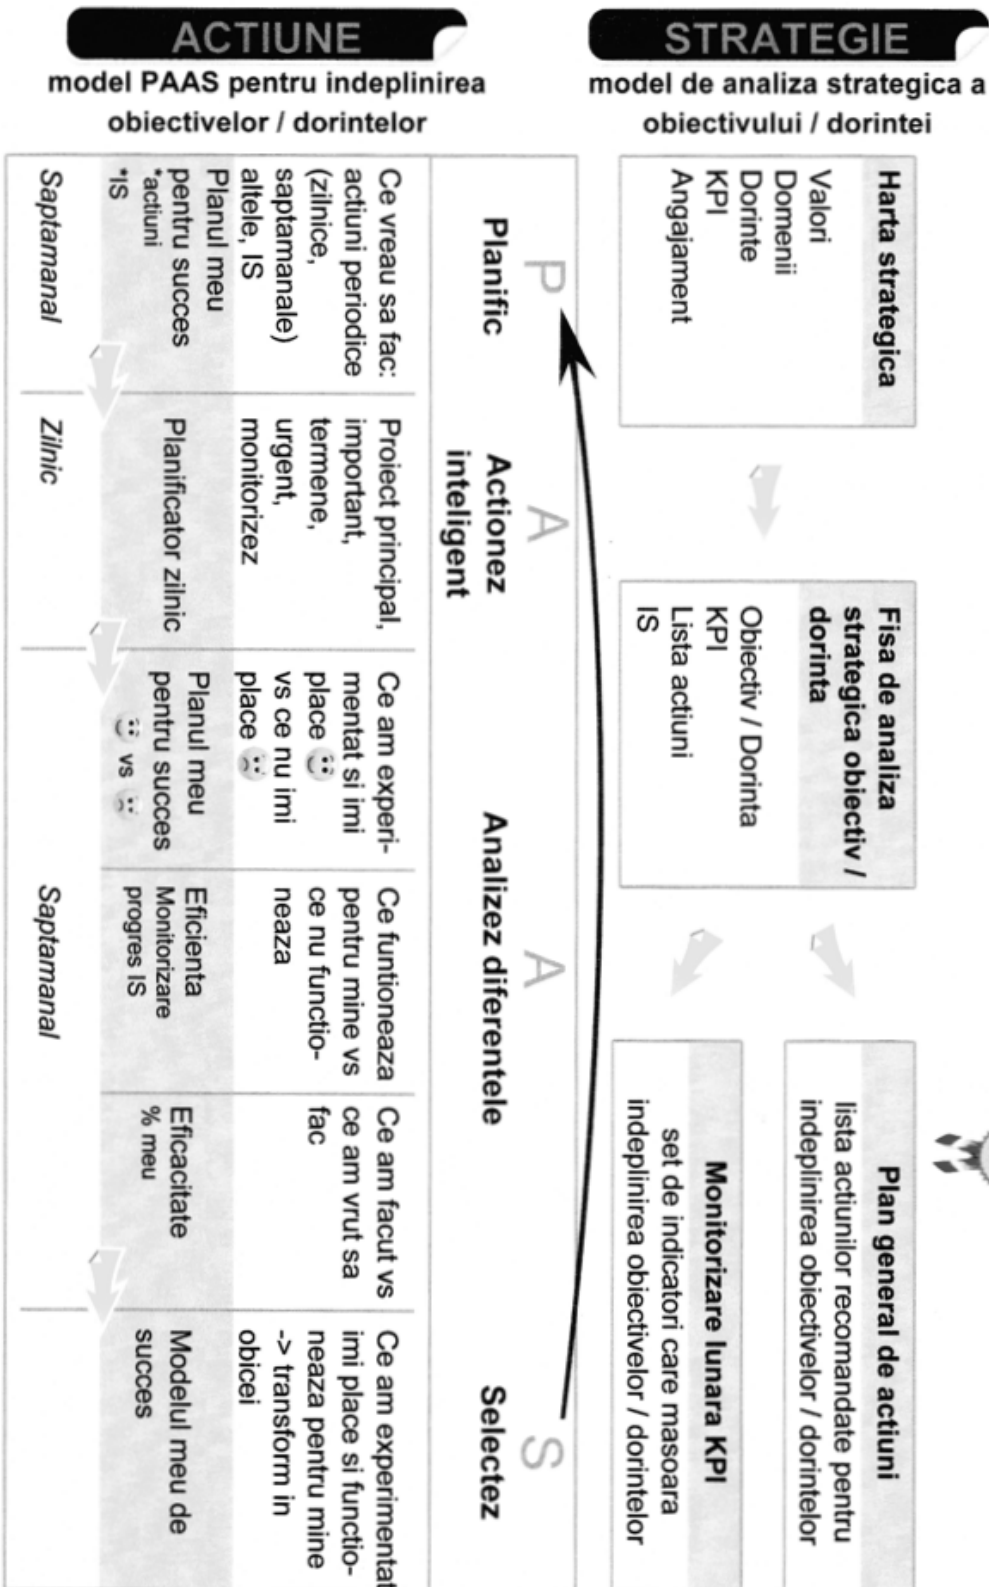 STRATEGIE
model de analiza strategica a
obiectivului / dorintei
Harta strategica
Valori
Domenii
Dorinte
KPI
Angajament
Fisa de analiza
strategica obiectiv /
dorinta
Obiectiv / Dorinta
KPI
Lista actiuni
IS
Plan general de actiuni
lista actiunilor recomandate pentru
indeplinirea obiectivelor / dorintelor
Monitorizare lunara KPI
set de indicatori care masoara
indeplinirea obiectivelor / dorintelor
ACTIUNE
model PAAS pentru indeplinirea
obiectivelor / dorintelor
P
A
A
S
Planific
Actionez
inteligent
Analizez diferentele
Selectez
Ce vreau sa fac:
actiuni periodice
(zilnice,
saptamanale)
altele, IS
Proiect principal,
important,
termene,
urgent,
monitorizez
Ce am experi-
mentat si imi
place
vs ce nu imi
place
Ce funtioneaza
pentru mine vs
ce nu functio-
neaza
Ce am facut vs
ce am vrut sa
fac
Ce am experimentat
imi place si functio-
neaza pentru mine
-> transform in
obicei
Planul meu
pentru succes
*actiuni
*IS
Planificator zilnic
Planul meu
pentru succes
vs
Eficienta
Monitorizare
progres IS
Eficacitate
% meu
Modelul meu de
succes
Saptamanal
Zilnic
Saptamanal